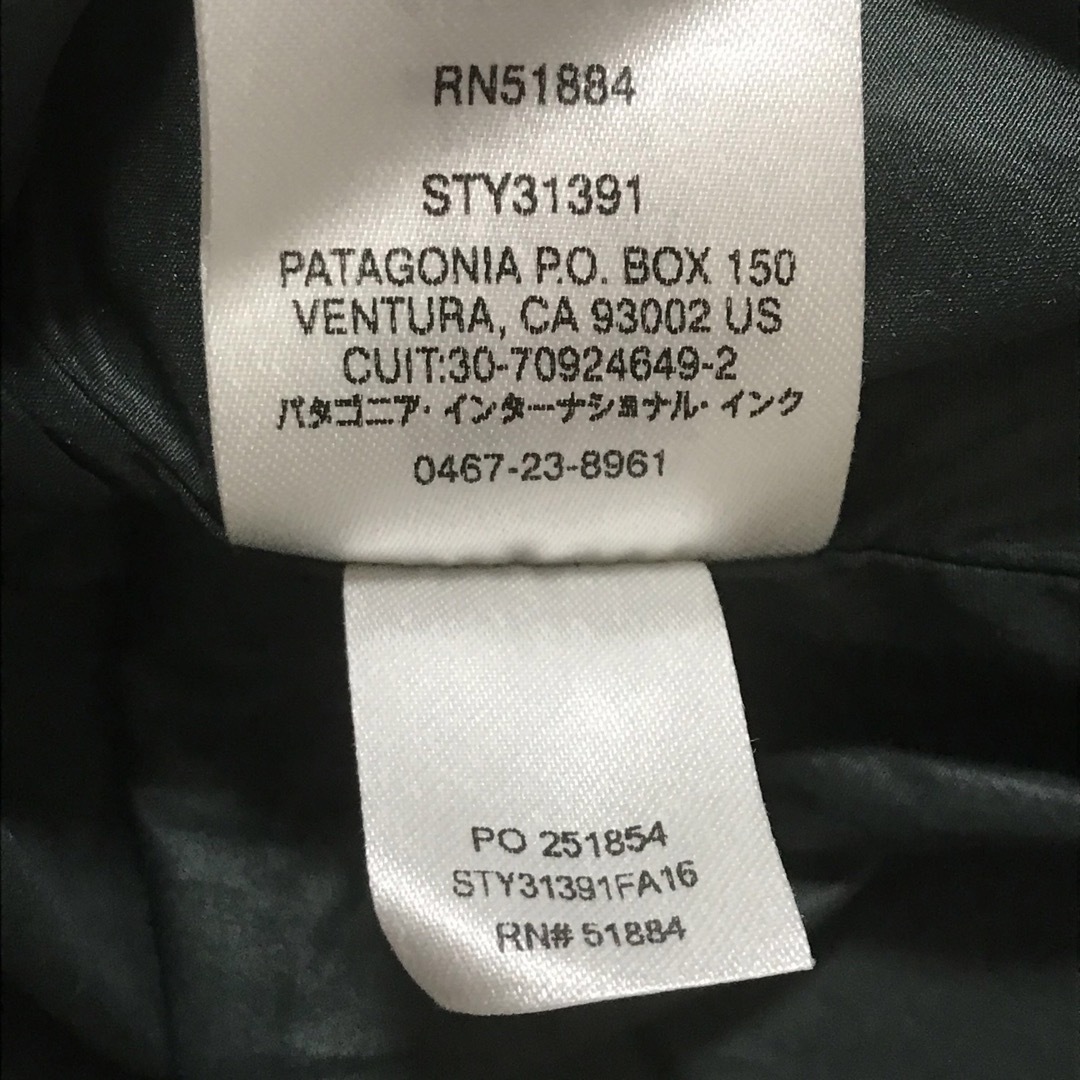 RN51884
STY31391
PATAGONIA P.O. BOX 150
VENTURA, CA 93002 US
CUIT:30-70924649-2
パタゴニア・インターナショナル・インク
0467-23-8961
PO 251854
STY31391FA16
RN# 51884